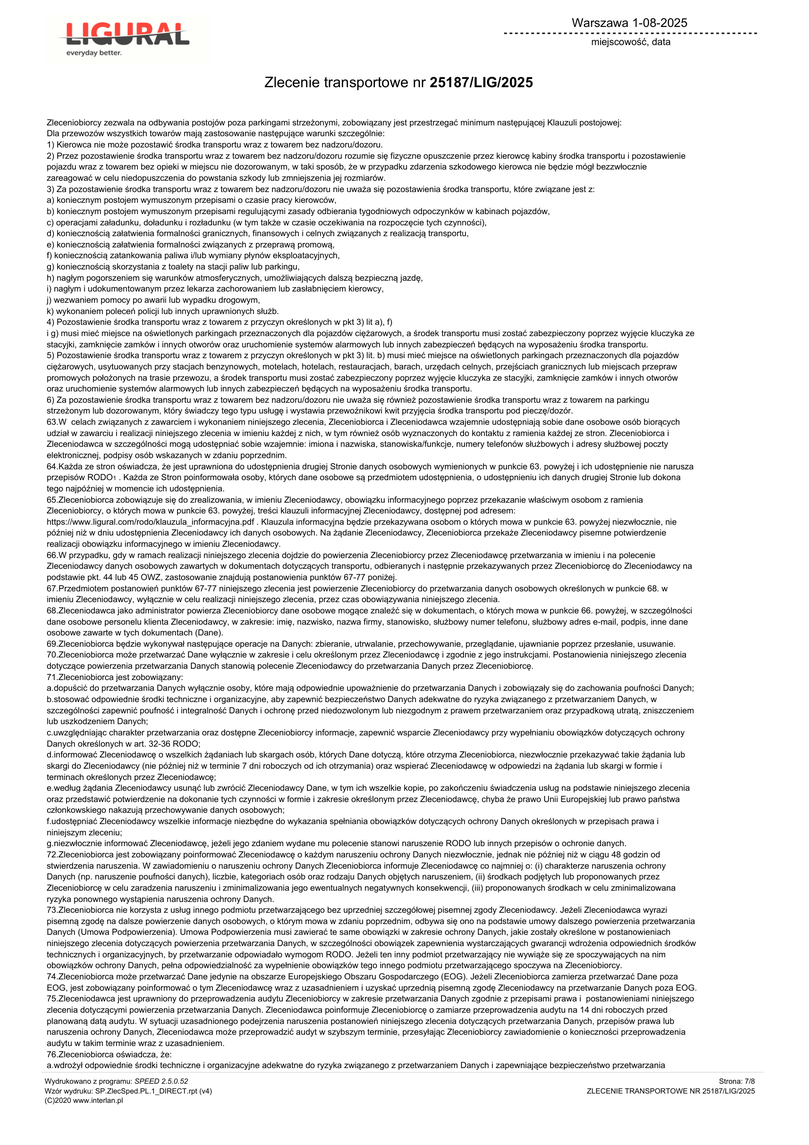 LIGURAL
everyday better.
Warszawa 1-08-2025
miejscowość, data
Zlecenie transportowe nr 25187/LIG/2025
Zleceniobiorcy zezwala na odbywania postojów poza parkingami strzeżonymi, zobowiązany jest przestrzegać minimum następującej Klauzuli postojowej:
Dla przewozów wszystkich towarów mają zastosowanie następujące warunki szczególnie:
1) Kierowca nie może pozostawić środka transportu wraz z towarem bez nadzoru/dozoru.
2) Przez pozostawienie środka transportu wraz z towarem bez nadzoru/dozoru rozumie się fizyczne opuszczenie przez kierowcę kabiny środka transportu i pozostawienie
pojazdu wraz z towarem bez opieki w miejscu nie dozorowanym, w taki sposób, że w przypadku zdarzenia szkodowego kierowca nie będzie mógł bezzwłocznie
zareagować w celu niedopuszczenia do powstania szkody lub zmniejszenia jej rozmiarów.
3) Za pozostawienie środka transportu wraz z towarem bez nadzoru/dozoru nie uważa się pozostawienia środka transportu, które związane jest z:
a) koniecznym postojem wymuszonym przepisami o czasie pracy kierowców,
b) koniecznym postojem wymuszonym przepisami regulującymi zasady odbierania tygodniowych odpoczynków w kabinach pojazdów,
c) operacjami załadunku, doładunku i rozładunku (w tym także w czasie oczekiwania na rozpoczęcie tych czynności),
d) koniecznością załatwienia formalności granicznych, finansowych i celnych związanych z realizacją transportu,
e) koniecznością załatwienia formalności związanych z przeprawą promową,
f) koniecznością zatankowania paliwa i/lub wymiany płynów eksploatacyjnych,
g) koniecznością skorzystania z toalety na stacji paliw lub parkingu,
h) nagłym pogorszeniem się warunków atmosferycznych, umożliwiających dalszą bezpieczną jazdę,
i) nagłym i udokumentowanym przez lekarza zachorowaniem lub zasłabnięciem kierowcy,
j) wezwaniem pomocy po awarii lub wypadku drogowym,
k) wykonaniem poleceń policji lub innych uprawnionych służb.
4) Pozostawienie środka transportu wraz z towarem z przyczyn określonych w pkt 3) lit a), f)
i g) musi mieć miejsce na oświetlonych parkingach przeznaczonych dla pojazdów ciężarowych, a środek transportu musi zostać zabezpieczony poprzez wyjęcie kluczyka ze
stacyjki, zamknięcie zamków i innych otworów oraz uruchomienie systemów alarmowych lub innych zabezpieczeń będących na wyposażeniu środka transportu.
5) Pozostawienie środka transportu wraz z towarem z przyczyn określonych w pkt 3) lit. b) musi mieć miejsce na oświetlonych parkingach przeznaczonych dla pojazdów
ciężarowych, usytuowanych przy stacjach benzynowych, motelach, hotelach, restauracjach, barach, urzędach celnych, przejściach granicznych lub miejscach przepraw
promowych położonych na trasie przewozu, a środek transportu musi zostać zabezpieczony poprzez wyjęcie kluczyka ze stacyjki, zamknięcie zamków i innych otworów
oraz uruchomienie systemów alarmowych lub innych zabezpieczeń będących na wyposażeniu środka transportu.
6) Za pozostawienie środka transportu wraz z towarem bez nadzoru/dozoru nie uważa się również pozostawienia środka transportu wraz z towarem na parkingu
strzeżonym lub dozorowanym, który świadczy tego typu usługę i wystawia przewoźnikowi kwit przyjęcia środka transportu pod pieczę/dozór.
63.W celach związanych z zawarciem i wykonaniem niniejszego zlecenia, Zleceniobiorca i Zleceniodawca wzajemnie udostępniają sobie dane osobowe osób biorących
udział w zawarciu i realizacji niniejszego zlecenia w imieniu każdej z nich, w tym również osób wyznaczonych do kontaktu z ramienia każdej ze stron. Zleceniobiorca i
Zleceniodawca w szczególności mogą udostępniać sobie wzajemnie: imiona i nazwiska, stanowiska/funkcje, numery telefonów służbowych i adresy służbowej poczty
elektronicznej, podpisy osób wskazanych w zdaniu poprzednim.
64.Każda ze stron oświadcza, że jest uprawniona do udostępnienia drugiej Stronie danych osobowych wymienionych w punkcie 63. powyżej i ich udostępnienie nie narusza
przepisów RODO1 . Każda ze Stron poinformowała osoby, których dane osobowe są przedmiotem udostępnienia, o udostępnieniu ich danych drugiej Stronie lub dokona
tego najpóźniej w momencie ich udostępnienia.
65.Zleceniobiorca zobowiązuje się do zrealizowania, w imieniu Zleceniodawcy, obowiązku informacyjnego poprzez przekazanie właściwym osobom z ramienia
Zleceniobiorcy, o których mowa w punkcie 63. powyżej, treści klauzuli informacyjnej Zleceniodawcy, dostępnej pod adresem:
https://www.ligural.com/rodo/klauzula_informacyjna.pdf . Klauzula informacyjna będzie przekazywana osobom o których mowa w punkcie 63. powyżej niezwłocznie, nie
później niż w dniu udostępnienia Zleceniodawcy ich danych osobowych. Na żądanie Zleceniodawcy, Zleceniobiorca przekaże Zleceniodawcy pisemne potwierdzenie
realizacji obowiązku informacyjnego w imieniu Zleceniodawcy.
66.W przypadku, gdy w ramach realizacji niniejszego zlecenia dojdzie do powierzenia Zleceniobiorcy przez Zleceniodawcę przetwarzania w imieniu i na polecenie
Zleceniodawcy danych osobowych zawartych w dokumentach dotyczących transportu, odbieranych i następnie przekazywanych przez Zleceniobiorcę do Zleceniodawcy na
podstawie pkt. 44 lub 45 OWZ, zastosowanie znajdują postanowienia punktów 67-77 poniżej.
67.Przedmiotem postanowień punktów 67-77 niniejszego zlecenia jest powierzenie Zleceniobiorcy do przetwarzania danych osobowych określonych w punkcie 68. w
imieniu Zleceniodawcy, wyłącznie w celu realizacji niniejszego zlecenia, przez czas obowiązywania niniejszego zlecenia.
68.Zleceniodawca jako administrator powierza Zleceniobiorcy dane osobowe mogące znaleźć się w dokumentach, o których mowa w punkcie 66. powyżej, w szczególności
dane osobowe personelu klienta Zleceniodawcy, w zakresie: imię, nazwisko, nazwa firmy, stanowisko, służbowy numer telefonu, służbowy adres e-mail, podpis, inne dane
osobowe zawarte w tych dokumentach (Dane).
69.Zleceniobiorca będzie wykonywał następujące operacje na Danych: zbieranie, utrwalanie, przechowywanie, przeglądanie, ujawnianie poprzez przesłanie, usuwanie.
70.Zleceniobiorca może przetwarzać Dane wyłącznie w zakresie i celu określonym przez Zleceniodawcę i zgodnie z jego instrukcjami. Postanowienia niniejszego zlecenia
dotyczące powierzenia przetwarzania Danych stanowią polecenie Zleceniodawcy do przetwarzania Danych przez Zleceniobiorcę.
71.Zleceniobiorca jest zobowiązany:
a.dopuścić do przetwarzania Danych wyłącznie osoby, które mają odpowiednie upoważnienie do przetwarzania Danych i zobowiązały się do zachowania poufności Danych;
b.stosować odpowiednie środki techniczne i organizacyjne, aby zapewnić bezpieczeństwo Danych adekwatne do ryzyka związanego z przetwarzaniem Danych, w
szczególności zapewnić poufność i integralność Danych i ochronę przed niedozwolonym lub niezgodnym z prawem przetwarzaniem oraz przypadkową utratą, zniszczeniem
lub uszkodzeniem Danych;
c.uwzględniając charakter przetwarzania oraz dostępne Zleceniobiorcy informacje, zapewnić wsparcie Zleceniodawcy przy wypełnianiu obowiązków dotyczących ochrony
Danych określonych w art. 32-36 RODO;
d.informować Zleceniodawcę o wszelkich żądaniach lub skargach osób, których Dane dotyczą, które otrzyma Zleceniobiorca, niezwłocznie przekazywać takie żądania lub
skargi do Zleceniodawcy (nie później niż w terminie 7 dni roboczych od ich otrzymania) oraz wspierać Zleceniodawcę w odpowiedzi na żądania lub skargi w formie i
terminach określonych przez Zleceniodawcę;
e.według żądania Zleceniodawcy usunąć lub zwrócić Zleceniodawcy Dane, w tym ich wszelkie kopie, po zakończeniu świadczenia usług na podstawie niniejszego zlecenia
oraz przedstawić potwierdzenie na dokonanie tych czynności w formie i zakresie określonym przez Zleceniodawcę, chyba że prawo Unii Europejskiej lub prawo państwa
członkowskiego nakazują przechowywanie danych osobowych;
f.udostępniać Zleceniodawcy wszelkie informacje niezbędne do wykazania spełniania obowiązków dotyczących ochrony Danych określonych w przepisach prawa i
niniejszym zleceniu;
g.niezwłocznie informować Zleceniodawcę, jeżeli jego zdaniem wydane mu polecenie stanowi naruszenie RODO lub innych przepisów o ochronie danych.
72.Zleceniobiorca jest zobowiązany poinformować Zleceniodawcę o każdym naruszeniu ochrony Danych niezwłocznie, jednak nie później niż w ciągu 48 godzin od
stwierdzenia naruszenia. W zawiadomieniu o naruszeniu ochrony Danych Zleceniobiorca informuje Zleceniodawcę co najmniej o: (i) charakterze naruszenia ochrony
Danych (np. naruszenie poufności danych), liczbie, kategoriach osób oraz rodzaju Danych objętych naruszeniem, (ii) środkach podjętych lub proponowanych przez
Zleceniobiorcę w celu zaradzenia naruszeniu i zminimalizowania jego ewentualnych negatywnych konsekwencji, (iii) proponowanych środkach w celu zminimalizowana
ryzyka ponownego wystąpienia naruszenia ochrony Danych.
73.Zleceniobiorca nie korzysta z usług innego podmiotu przetwarzającego bez uprzedniej szczegółowej pisemnej zgody Zleceniodawcy. Jeżeli Zleceniodawca wyrazi
pisemną zgodę na dalsze powierzenie danych osobowych, o którym mowa w zdaniu poprzednim, odbywa się ono na podstawie umowy dalszego powierzenia przetwarzania
Danych (Umowa Podpowierzenia). Umowa Podpowierzenia musi zawierać te same obowiązki w zakresie ochrony Danych, jakie zostały określone w postanowieniach
niniejszego zlecenia dotyczących powierzenia przetwarzania Danych, w szczególności obowiązek zapewnienia wystarczających gwarancji wdrożenia odpowiednich środków
technicznych i organizacyjnych, by przetwarzanie odpowiadało wymogom RODO. Jeżeli ten inny podmiot przetwarzający nie wywiąże się ze spoczywających na nim
obowiązków ochrony Danych, pełna odpowiedzialność za wypełnienie obowiązków tego innego podmiotu przetwarzającego spoczywa na Zleceniobiorcy.
74.Zleceniobiorca może przetwarzać Dane jedynie na obszarze Europejskiego Obszaru Gospodarczego (EOG). Jeżeli Zleceniobiorca zamierza przetwarzać Dane poza
EOG, jest zobowiązany poinformować o tym Zleceniodawcę wraz z uzasadnieniem i uzyskać uprzednią pisemną zgodę Zleceniodawcy na przetwarzanie Danych poza EOG.
75.Zleceniodawca jest uprawniony do przeprowadzenia audytu Zleceniobiorcy w zakresie przetwarzania Danych zgodnie z przepisami prawa i postanowieniami niniejszego
zlecenia dotyczącymi powierzenia przetwarzania Danych. Zleceniodawca poinformuje Zleceniobiorcę o zamiarze przeprowadzenia audytu na 14 dni roboczych przed
planowaną datą audytu. W sytuacji uzasadnionego podejrzenia naruszenia postanowień niniejszego zlecenia dotyczących przetwarzania Danych, przepisów prawa lub
naruszenia ochrony Danych, Zleceniodawca może przeprowadzić audyt w szybszym terminie, przesyłając Zleceniobiorcy zawiadomienie o konieczności przeprowadzenia
audytu w takim terminie wraz z uzasadnieniem.
76.Zleceniobiorca oświadcza, że:
a.wdrożył odpowiednie środki techniczne i organizacyjne adekwatne do ryzyka związanego z przetwarzaniem Danych i zapewniające bezpieczeństwo przetwarzania
Wydrukowano z programu: SPEED 2.5.0.52
Wzór wydruku: SP.ZlecSped.PL.1_DIRECT.rpt (v4)
(C)2020 www.interlan.pl
Strona: 7/8
ZLECENIE TRANSPORTOWE NR 25187/LIG/2025